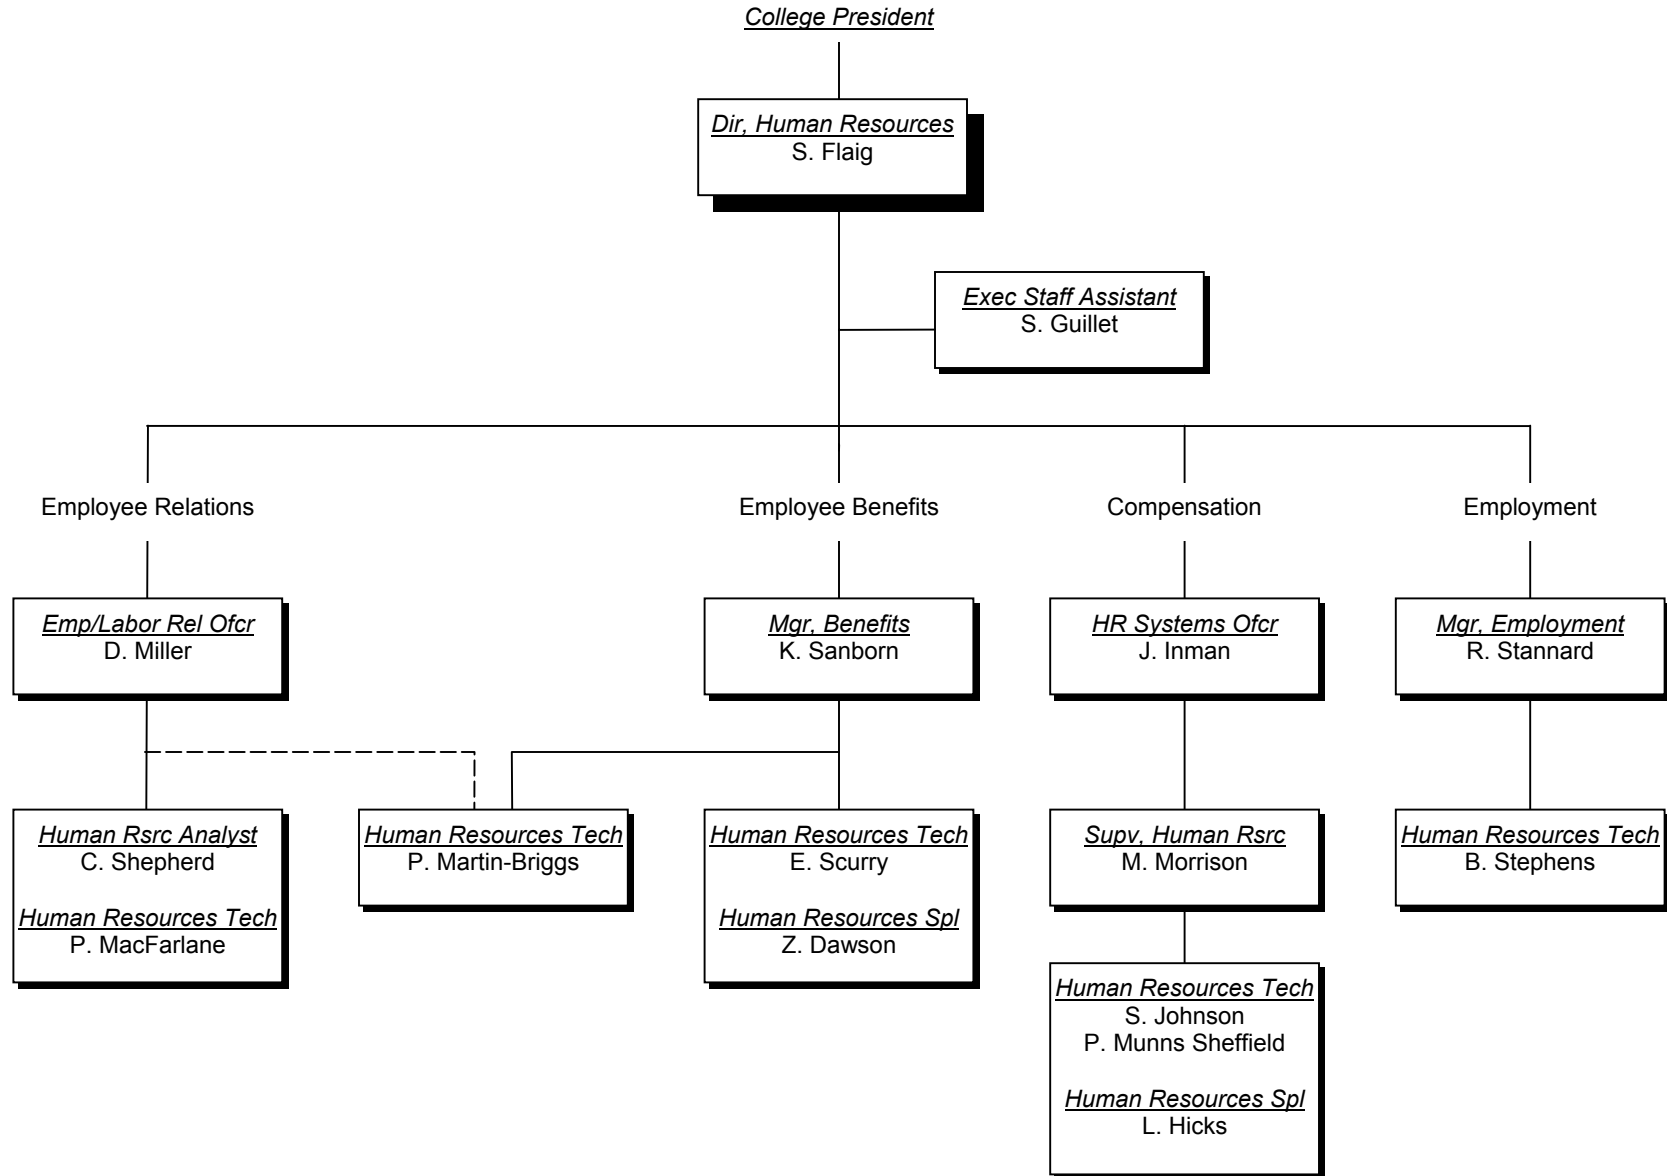 College President
Dir, Human Resources
S. Flaig
Exec Staff Assistant
S. Guillet
Employee Relations
Employee Benefits
Compensation
Employment
Emp/Labor Rel Ofcr
D. Miller
Mgr, Benefits
K. Sanborn
HR Systems Ofcr
J. Inman
Mgr, Employment
R. Stannard
Human Rsrc Analyst
C. Shepherd
Human Resources Tech
P. MacFarlane
Human Resources Tech
P. Martin-Briggs
Human Resources Tech
E. Scurry
Human Resources Spl
Z. Dawson
Supv, Human Rsrc
M. Morrison
Human Resources Tech
B. Stephens
Human Resources Tech
S. Johnson
P. Munns Sheffield
Human Resources Spl
L. Hicks